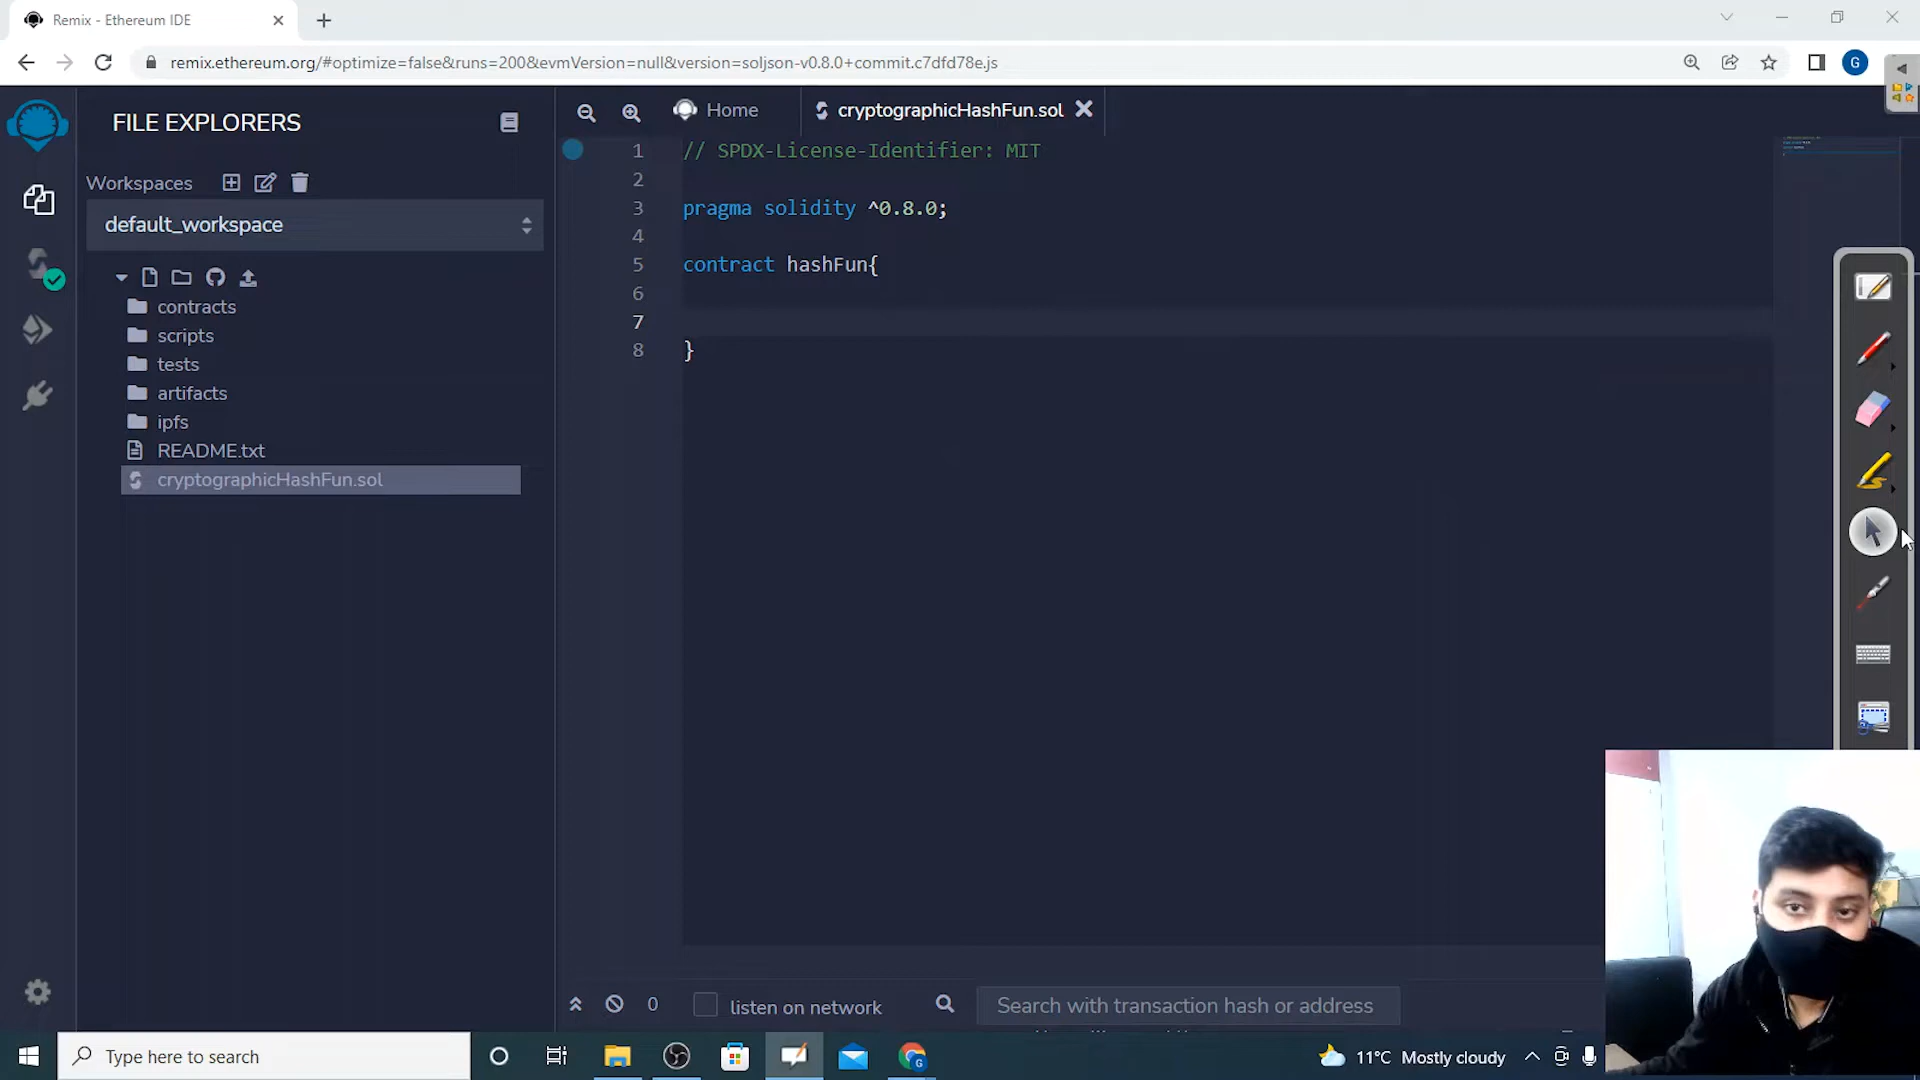 Remix - Ethereum IDE
remix.ethereum.org/#optimize=false&runs=200&evmVersion=null&version=soljson-v0.8.0+commit.c7dfd78e.js
G
FILE EXPLORERS
Workspaces
default_workspace
contracts
scripts
tests
artifacts
ipfs
README.txt
cryptographicHashFun.sol
Home
cryptographicHashFun.sol
1 // SPDX-License-Identifier: MIT
2
3 pragma solidity ^0.8.0;
4
5 contract hashFun{
6
7
8 }
0 listen on network
Search with transaction hash or address
Type here to search
11°C Mostly cloudy